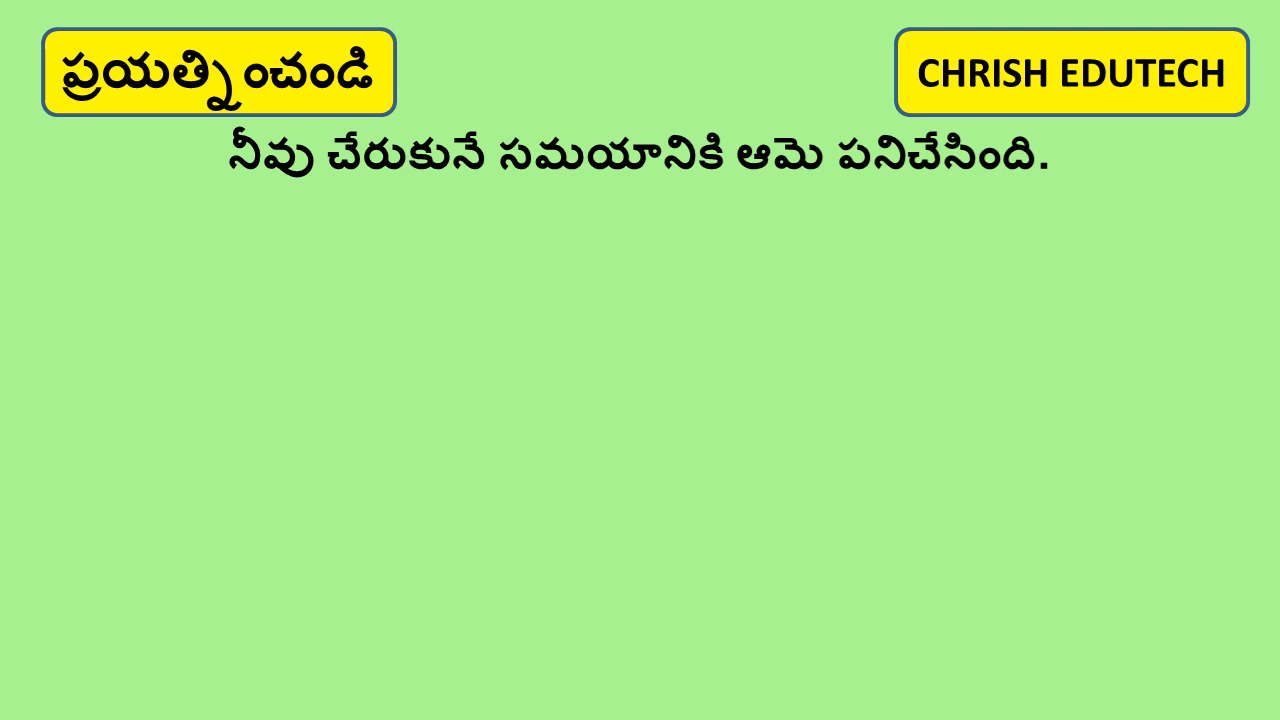 ప్రయత్నించండి
CHRISH EDUTECH
నీవు చేరుకునే సమయానికి ఆమె పనిచేసింది.